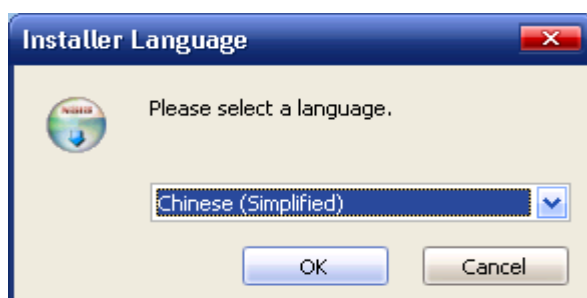 Installer Language
Please select a language.
Chinese (Simplified)
OK
Cancel